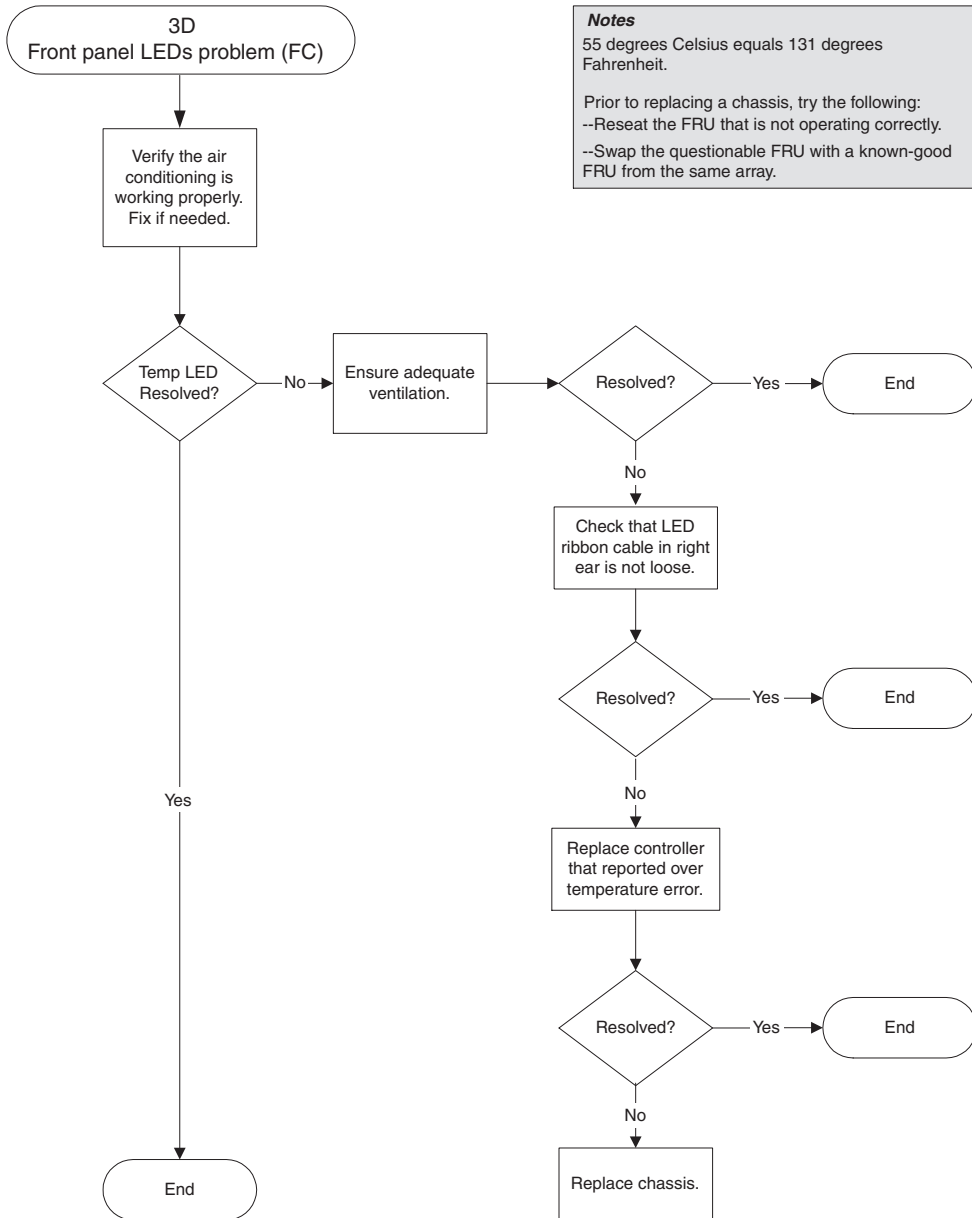 3D
Front panel LEDs problem (FC)
Notes
55 degrees Celsius equals 131 degrees
Fahrenheit.
Prior to replacing a chassis, try the following:
--Reseat the FRU that is not operating correctly.
--Swap the questionable FRU with a known-good
FRU from the same array.
Verify the air
conditioning is
working properly.
Fix if needed.
Temp LED
Resolved?
No
Ensure adequate
ventilation.
Resolved?
Yes
End
No
Check that LED
ribbon cable in right
ear is not loose.
Resolved?
Yes
End
No
Yes
Replace controller
that reported over
temperature error.
Resolved?
Yes
End
No
End
Replace chassis.